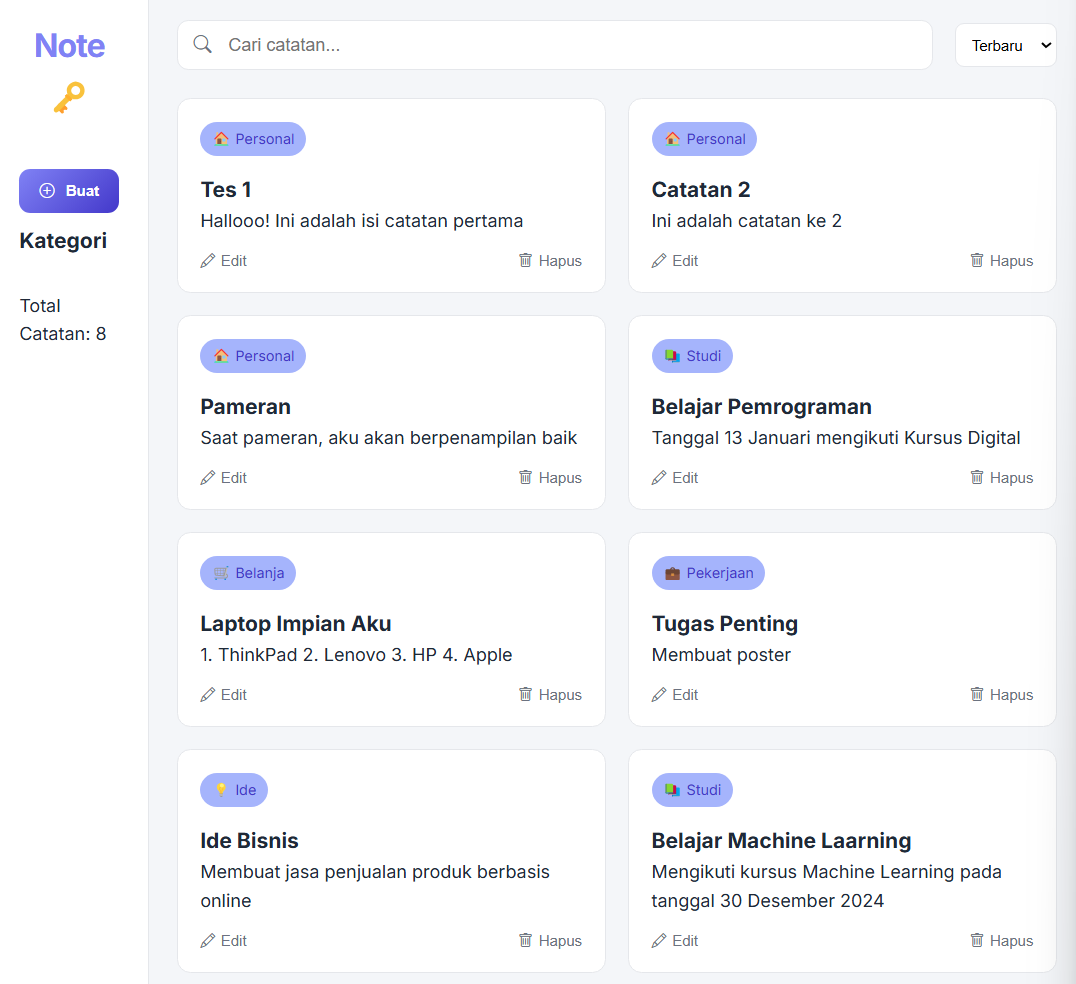 Note
Buat
Kategori
Total
Catatan: 8
Cari catatan...
Terbaru
Personal
Tes 1
Hallooo! Ini adalah isi catatan pertama
Edit
Hapus
Personal
Catatan 2
Ini adalah catatan ke 2
Edit
Hapus
Personal
Pameran
Saat pameran, aku akan berpenampilan baik
Edit
Hapus
Studi
Belajar Pemrograman
Tanggal 13 Januari mengikuti Kursus Digital
Edit
Hapus
Belanja
Laptop Impian Aku
1. ThinkPad 2. Lenovo 3. HP 4. Apple
Edit
Hapus
Pekerjaan
Tugas Penting
Membuat poster
Edit
Hapus
Ide
Ide Bisnis
Membuat jasa penjualan produk berbasis
online
Edit
Hapus
Studi
Belajar Machine Laarning
Mengikuti kursus Machine Learning pada
tanggal 30 Desember 2024
Edit
Hapus